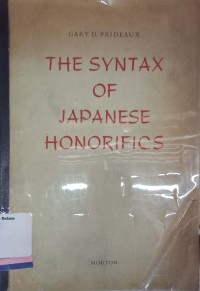 GARY D. PRIDEAUX
THE SYNTAX
OF
JAPANESE
HONORIFICS
MOUTON